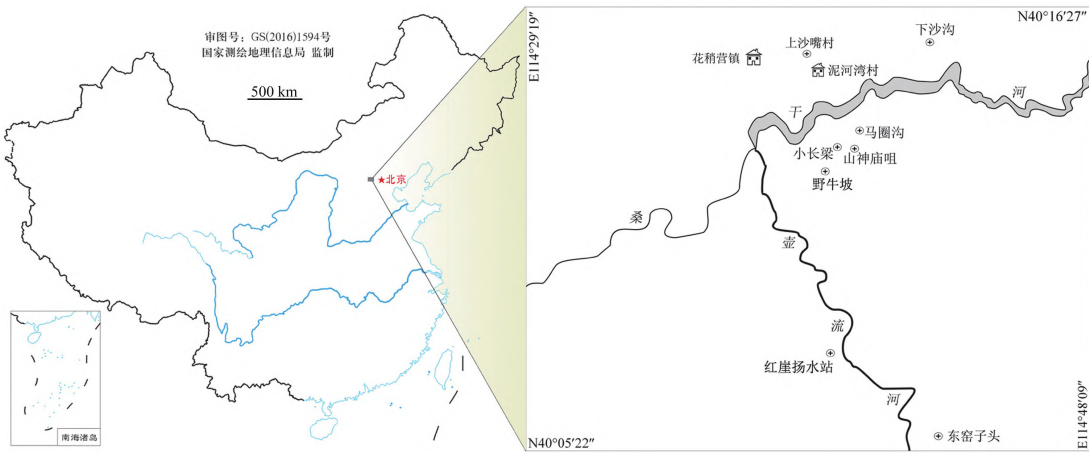 审图号：GS(2016)1594号
国家测绘地理信息局 监制
500 km
★北京
南海诸岛
E114°29′19″
N40°16′27″
下沙沟
上沙嘴村
花稍营镇
泥河湾村
干
河
马圈沟
小长梁
山神庙咀
野牛坡
桑
壶
流
红崖扬水站
河
东窑子头
N40°05′22″
E114°48′09″